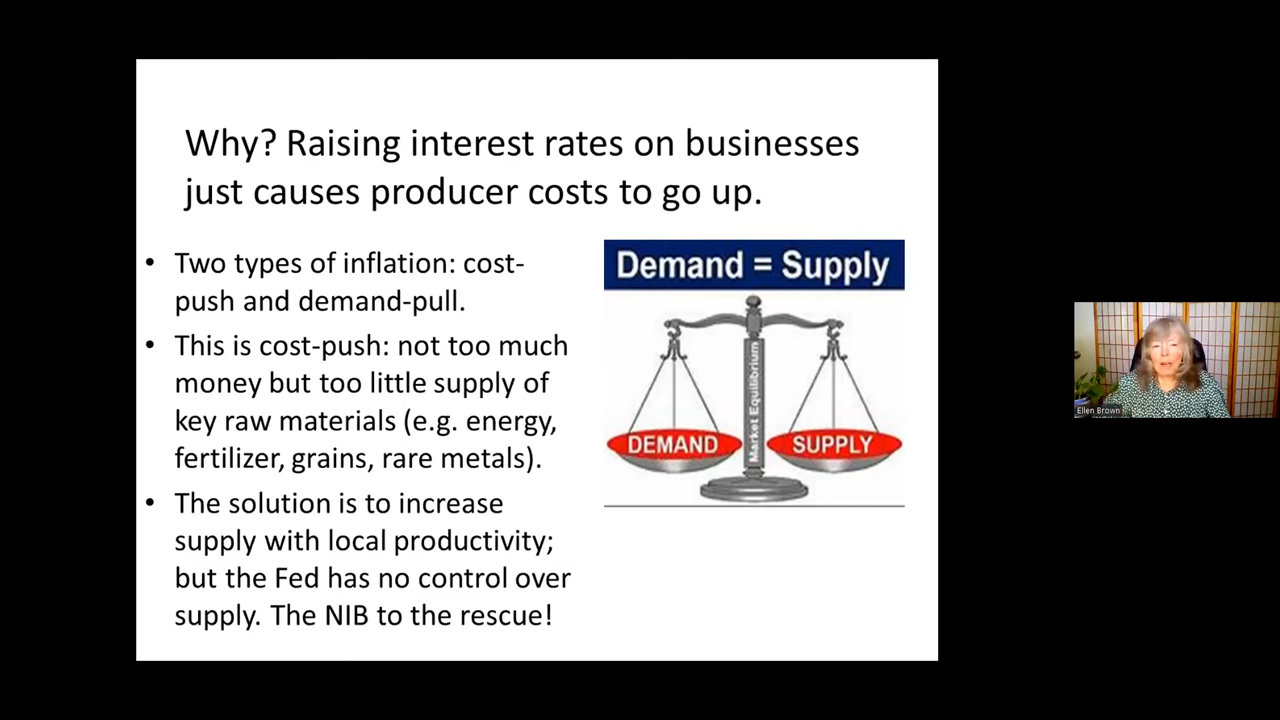 Why? Raising interest rates on businesses
just causes producer costs to go up.
• Two types of inflation: cost-
push and demand-pull.
• This is cost-push: not too much
money but too little supply of
key raw materials (e.g. energy,
fertilizer, grains, rare metals).
• The solution is to increase
supply with local productivity;
but the Fed has no control over
supply. The NIB to the rescue!
Demand = Supply
Market Equilibrium
DEMAND
SUPPLY
Ellen Brown